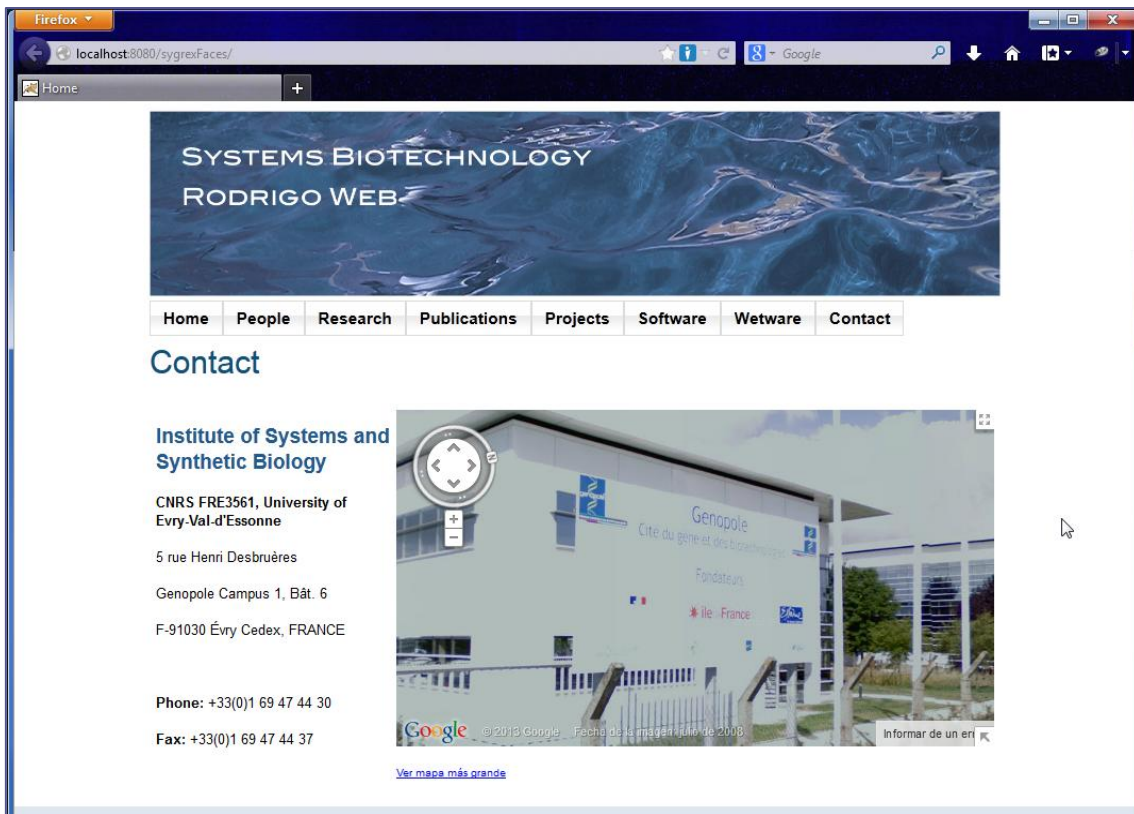 Firefox
localhost:8080/sygrexFaces/
Google
Home
SYSTEMS BIOTECHNOLOGY
RODRIGO WEB
Home People Research Publications Projects Software Wetware Contact
Contact
Institute of Systems and
Synthetic Biology
CNRS FRE3561, University of
Evry-Val-d'Essonne
5 rue Henri Desbruères
Genopole Campus 1, Bât. 6
F-91030 Évry Cedex, FRANCE
Phone: +33(0)1 69 47 44 30
Fax: +33(0)1 69 47 44 37
Genopole
Cité du gène et des biotechnologies
Fondateurs
île de France
Google © 2013 Google Fecha de la imagen: julio de 2008
Informar de un err
Ver mapa más grande